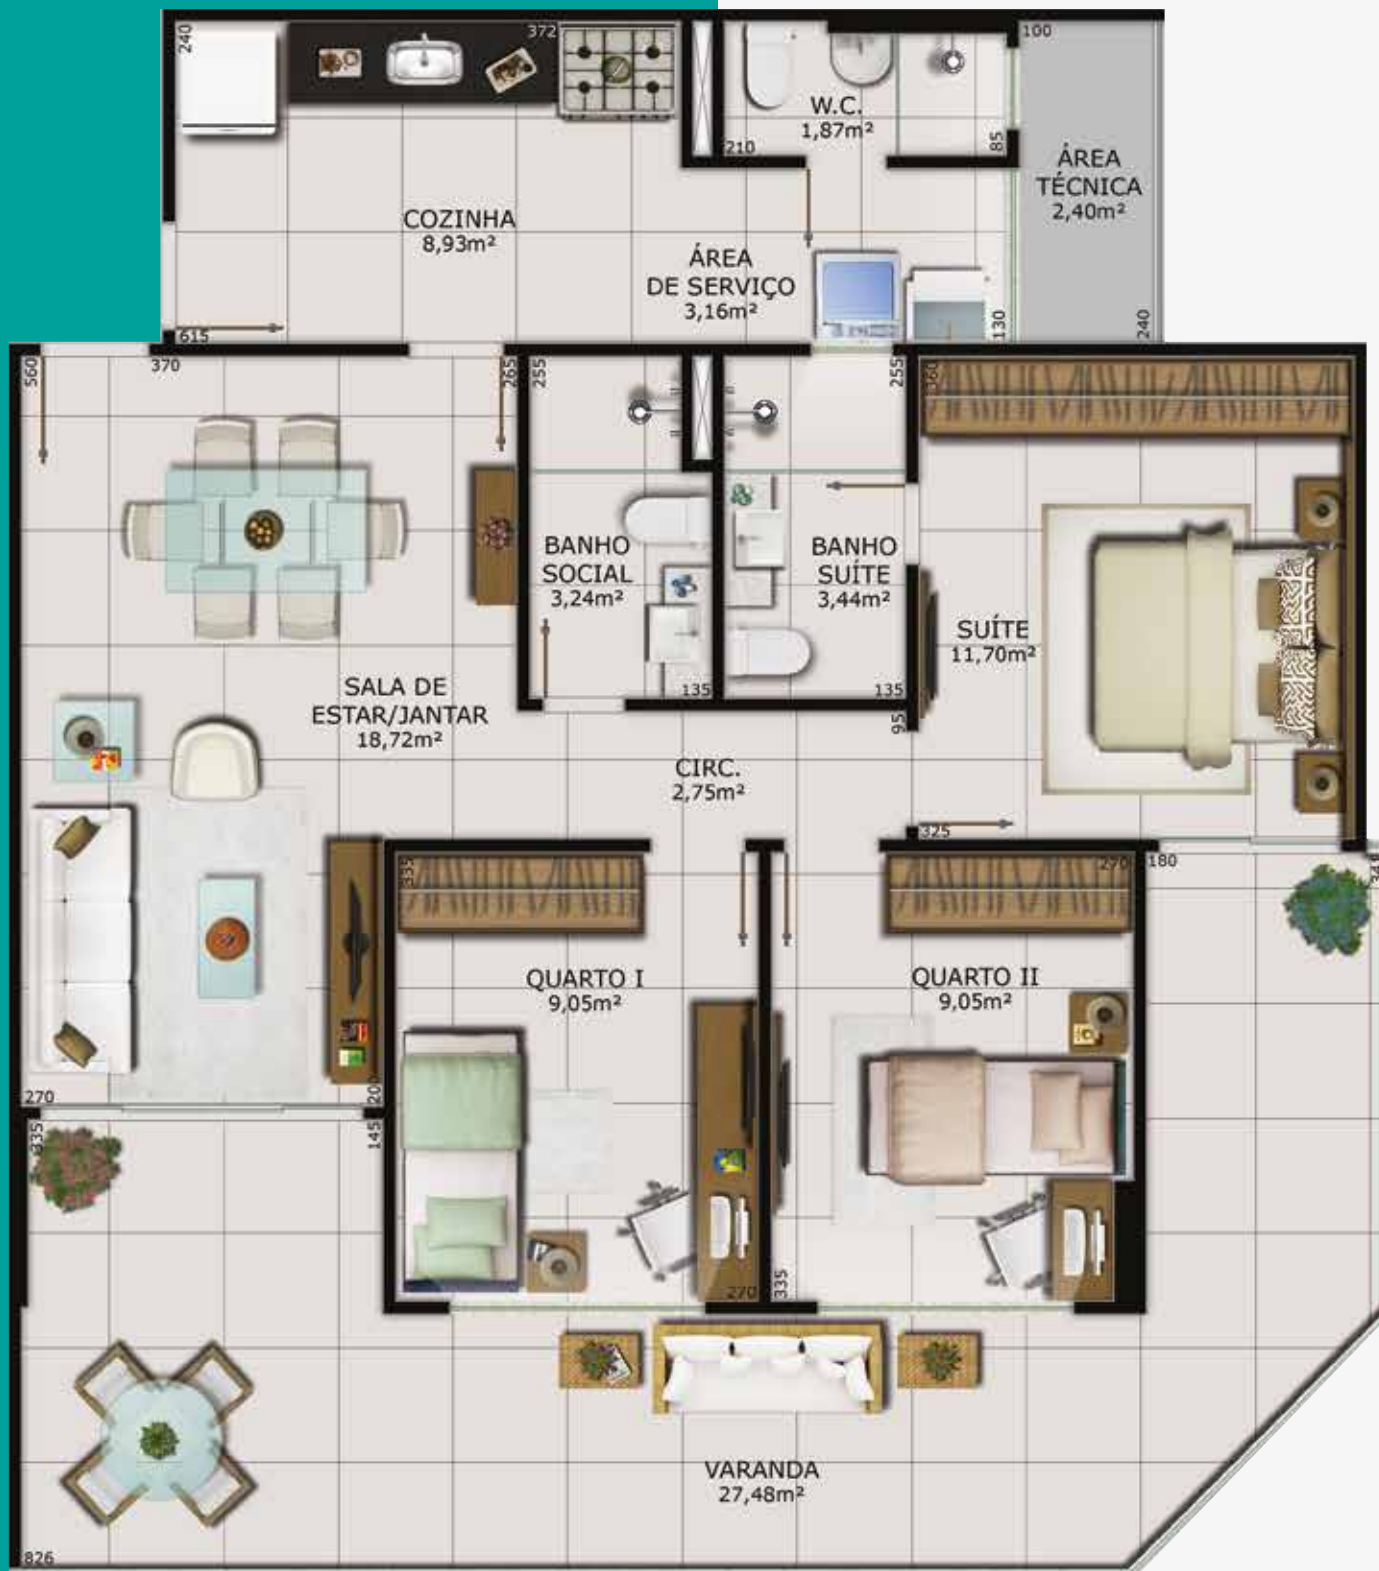 240
372
100
W.C.
1,87m²
210
85
ÁREA
TÉCNICA
2,40m²
COZINHA
8,93m²
ÁREA
DE SERVIÇO
3,16m²
615
130
240
560
370
265
255
255
360
BANHO
SOCIAL
3,24m²
BANHO
SUÍTE
3,44m²
SUÍTE
11,70m²
SALA DE
ESTAR/JANTAR
18,72m²
135
135
95
CIRC.
2,75m²
325
335
270
180
QUARTO I
9,05m²
QUARTO II
9,05m²
270
200
335
145
270
335
VARANDA
27,48m²
826